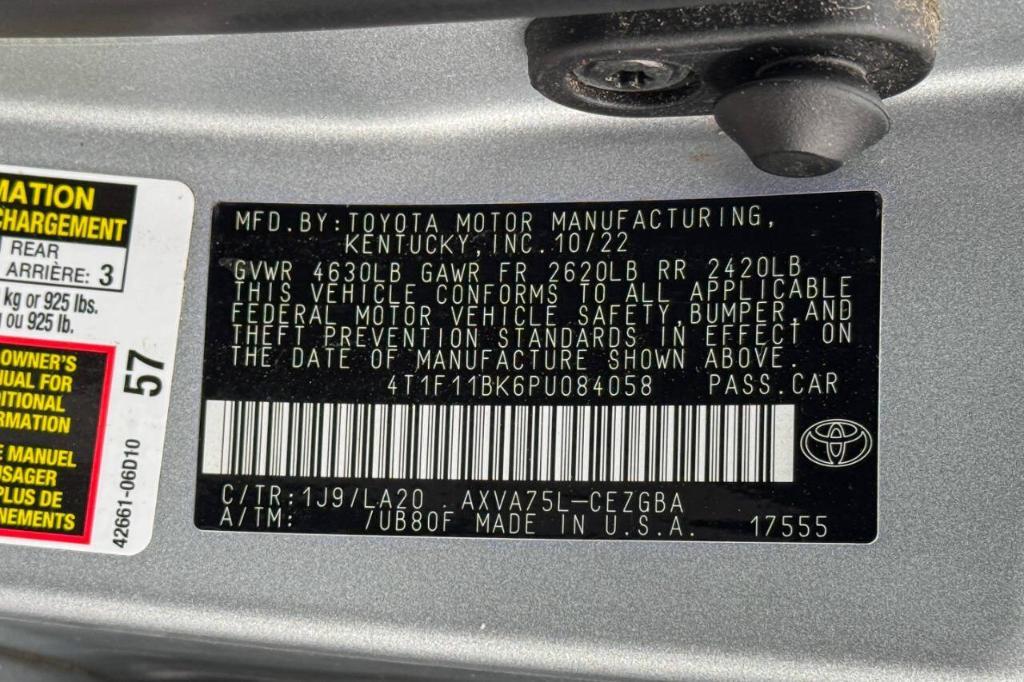 MATION
CHARGEMENT
REAR
ARRIÈRE: 3
kg or 925 lbs.
ou 925 lb.
OWNER'S
UAL FOR
DITIONAL
RMATION
E MANUEL
USAGER
PLUS DE
NEMENTS
57
42661-06D10
MFD.BY:TOYOTA MOTOR MANUFACTURING,
KENTUCKY,INC.10/22
GVWR 4630LB GAWR FR 2620LB RR 2420LB
THIS VEHICLE CONFORMS TO ALL APPLICABLE
FEDERAL MOTOR VEHICLE SAFETY,BUMPER,AND
THEFT PREVENTION STANDARDS IN EFFECT ON
THE DATE OF MANUFACTURE SHOWN ABOVE.
4T1F11BK6PU084058 PASS.CAR
C/TR:1J9/LA20 AXVA75L-CEZGBA
A/TM: /UB80F MADE IN U.S.A. 17555